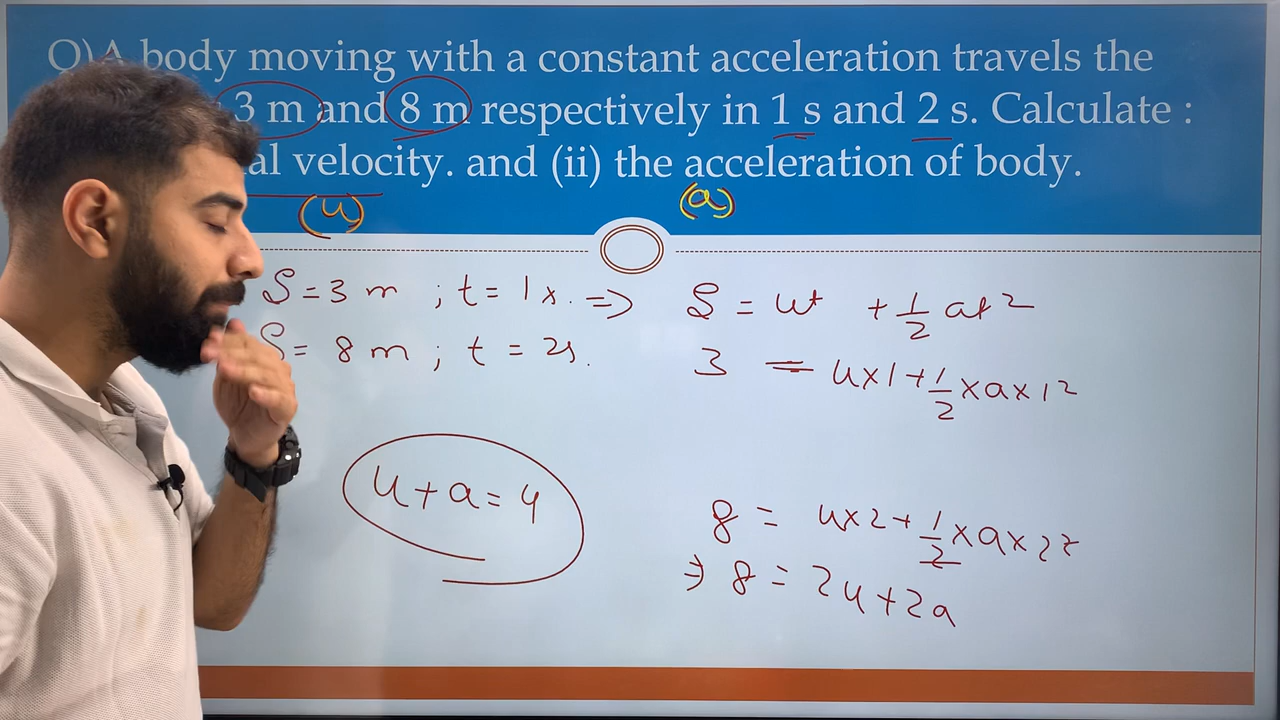 Q) A body moving with a constant acceleration travels the
3 m and 8 m respectively in 1 s and 2 s. Calculate :
al velocity. and (ii) the acceleration of body.
(u) (a)
S = 3 m ; t = 1 s. ⇒ S = ut + 1/2 at²
S = 8 m ; t = 2s. 3 = u×1+1/2×a×1²
u+a=4
8 = u×2+1/2×a×2²
⇒ 8 = 2u+2a